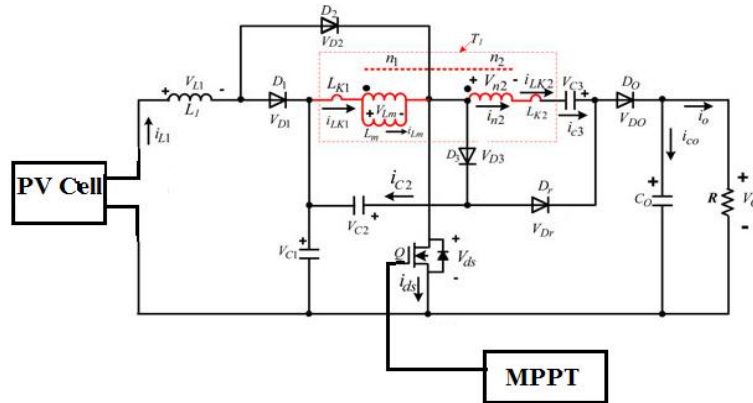 D2
VD2
T1
n1
n2
VL1
L1
D1
VD1
LK1
iLK1
+ VLm -
Lm
iLm
+ Vn2 -
iLK2
in2
LK2
VC3
ic3
DO
VDO
io
ico
iL1
PV Cell
D3
VD3
iC2
VC2
Dr
VDr
CO
R
VC1
Q
Vds
ids
MPPT